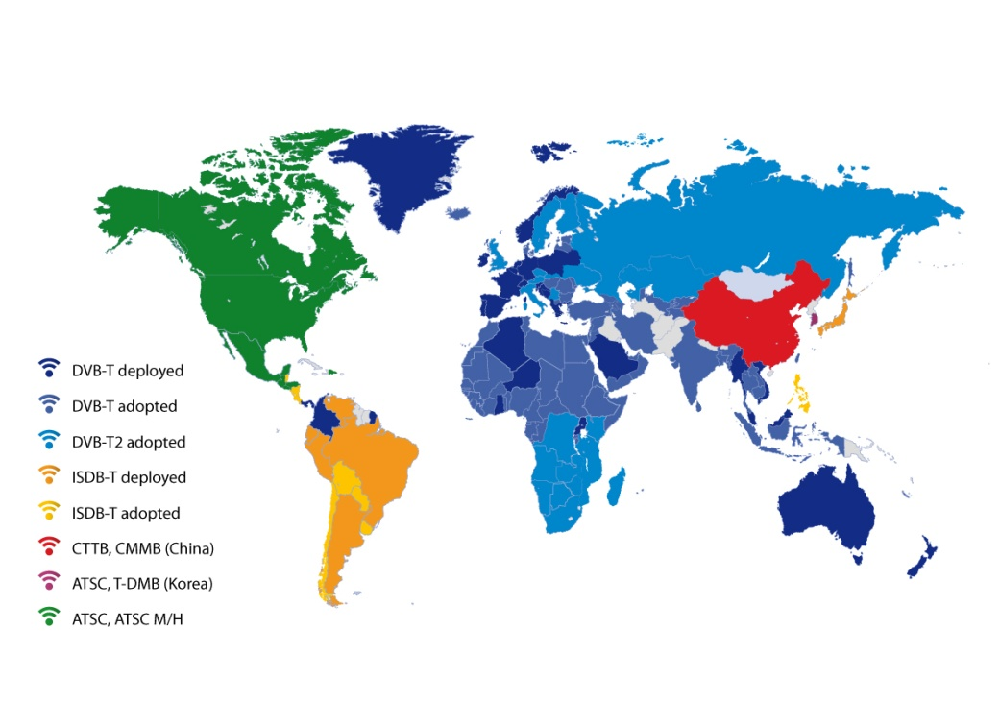 DVB-T deployed
DVB-T adopted
DVB-T2 adopted
ISDB-T deployed
ISDB-T adopted
CTTB, CMMB (China)
ATSC, T-DMB (Korea)
ATSC, ATSC M/H